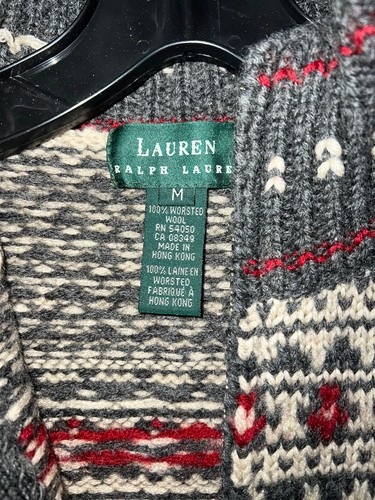 LAUREN
RALPH LAURE
M
100% WORSTED
WOOL
RN 54050
CA 08349
MADE IN
HONG KONG
100% LAINE EN
WORSTED
FABRIQUÉ À
HONG KONG